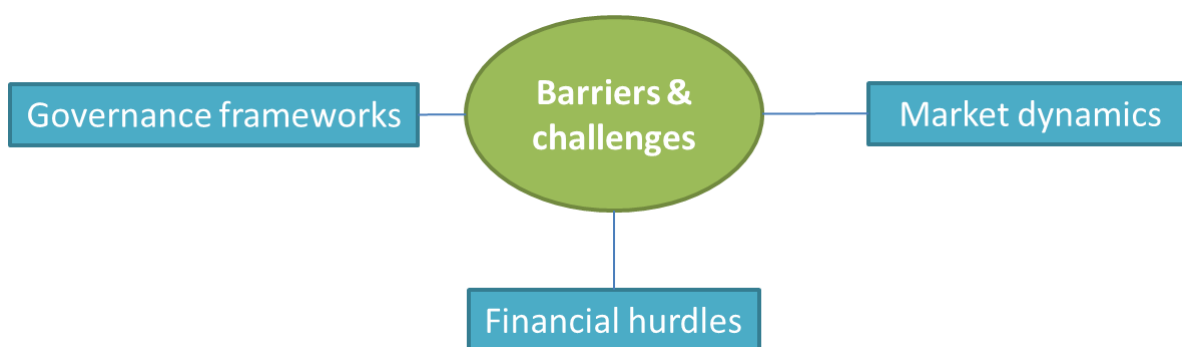 Barriers &
challenges
Governance frameworks
Market dynamics
Financial hurdles